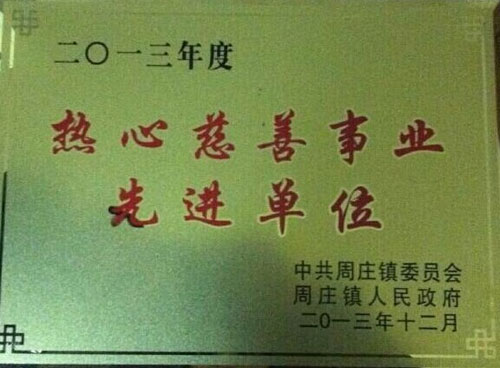 二〇一三年度
热心慈善事业
先进单位
中共周庄镇委员会
周庄镇人民政府
二〇一三年十二月